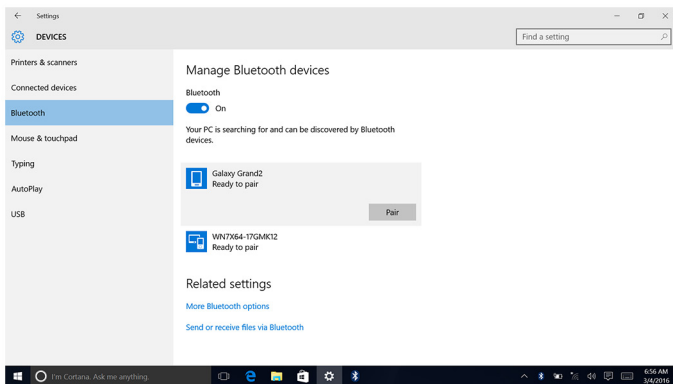 Settings
DEVICES
Find a setting
Printers & scanners
Connected devices
Bluetooth
Mouse & touchpad
Typing
AutoPlay
USB
Manage Bluetooth devices
Bluetooth
On
Your PC is searching for and can be discovered by Bluetooth
devices.
Galaxy Grand2
Ready to pair
Pair
WN7X64-17GMK12
Ready to pair
Related settings
More Bluetooth options
Send or receive files via Bluetooth
I'm Cortana. Ask me anything.
6:56 AM
3/4/2016